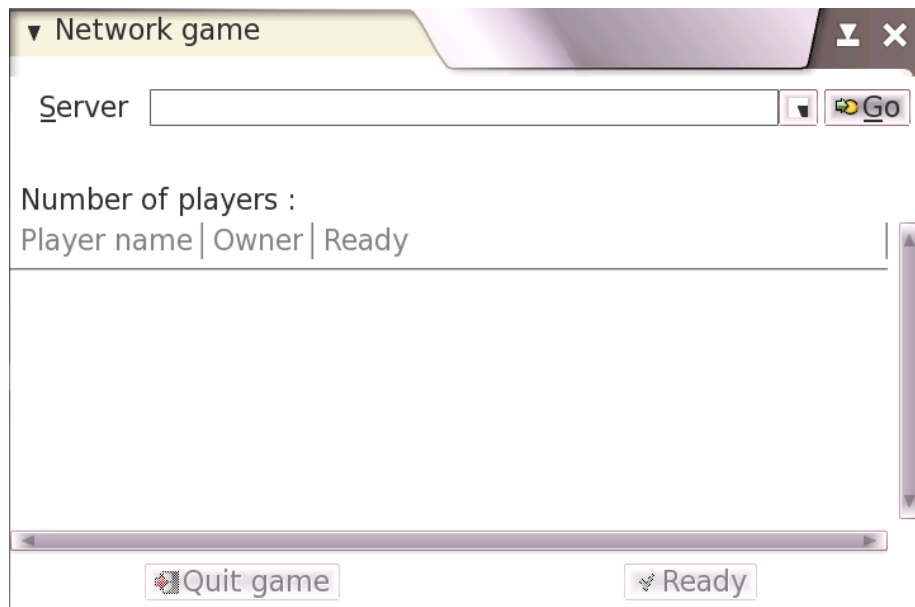 Network game
Server
Go
Number of players :
Player name Owner Ready
Quit game
Ready